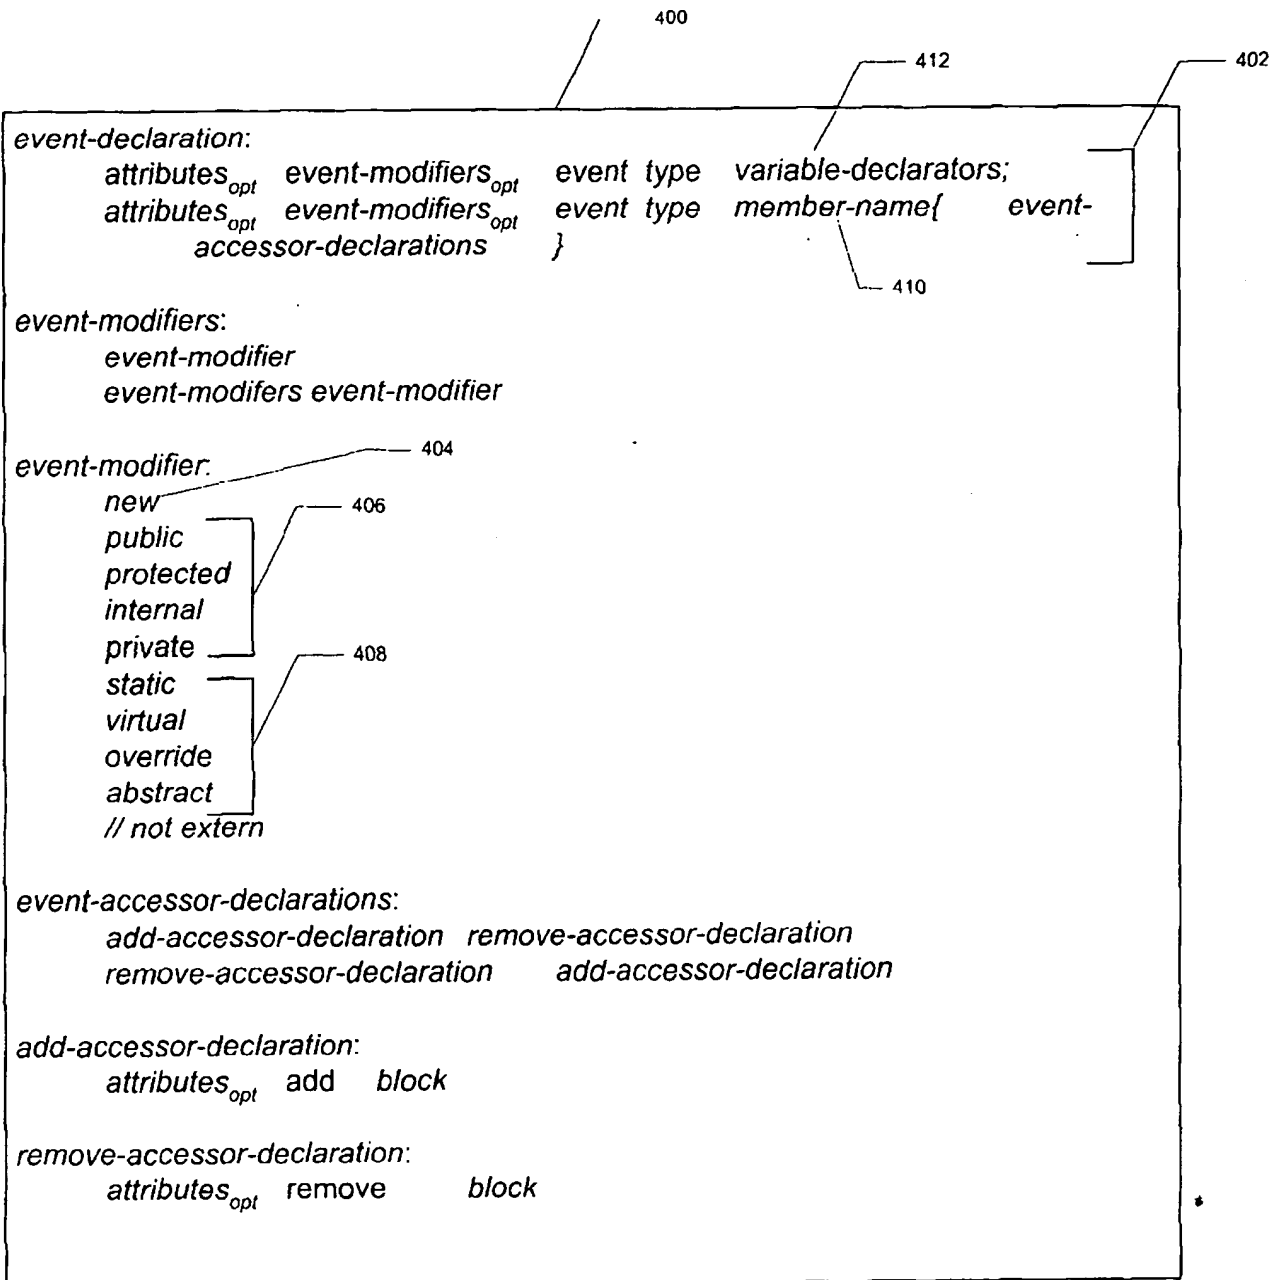 400
412
402
event-declaration:
attributesopt event-modifiersopt event type variable-declarators;
attributesopt event-modifiersopt event type member-name{ event-
accessor-declarations }
410
event-modifiers:
event-modifier
event-modifers event-modifier
404
event-modifier:
new
406
public
protected
internal
private
408
static
virtual
override
abstract
// not extern
event-accessor-declarations:
add-accessor-declaration remove-accessor-declaration
remove-accessor-declaration add-accessor-declaration
add-accessor-declaration:
attributesopt add block
remove-accessor-declaration:
attributesopt remove block